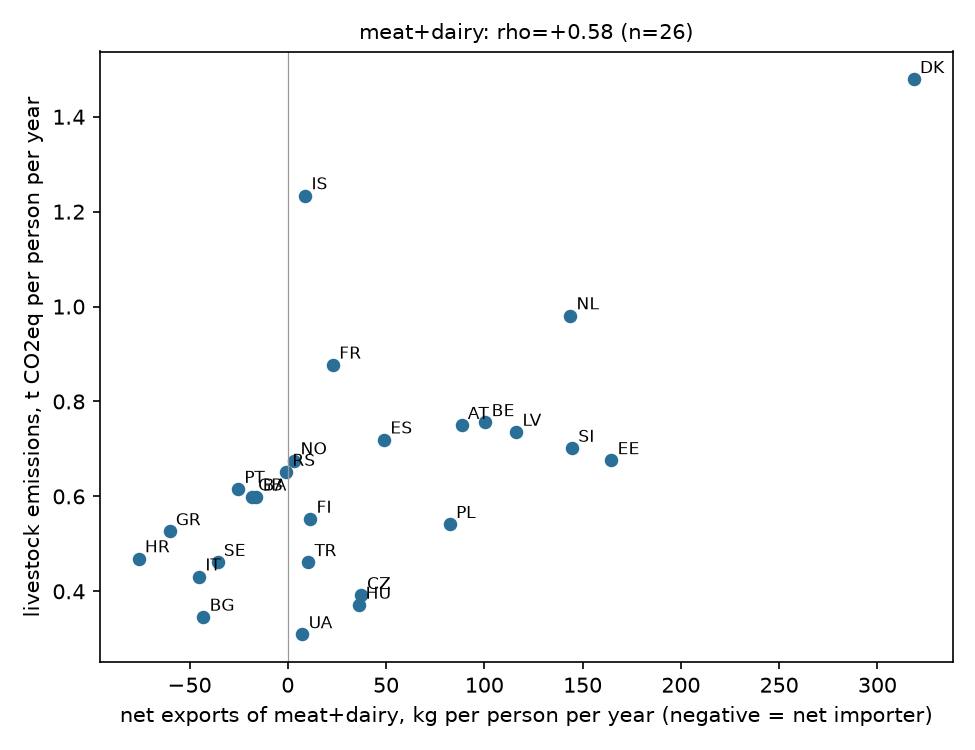 meat+dairy: rho=+0.58 (n=26)
livestock emissions, t CO2eq per person per year
1.4
1.2
1.0
0.8
0.6
0.4
DK
IS
NL
FR
AT
BE
LV
ES
SI
EE
NO
RS
PT
GB
BA
FI
PL
GR
HR
IT
SE
TR
CZ
HU
BG
UA
−50
0
50
100
150
200
250
300
net exports of meat+dairy, kg per person per year (negative = net importer)